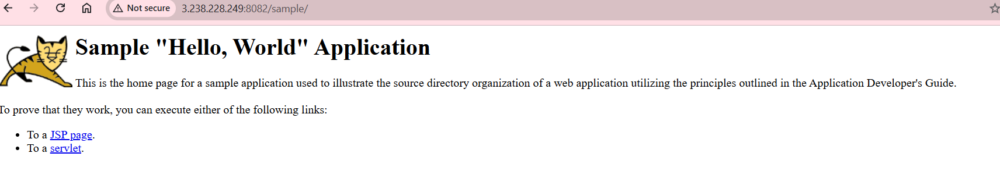 Not secure 3.238.228.249:8082/sample/
Sample "Hello, World" Application
This is the home page for a sample application used to illustrate the source directory organization of a web application utilizing the principles outlined in the Application Developer's Guide.
To prove that they work, you can execute either of the following links:
• To a JSP page.
• To a servlet.